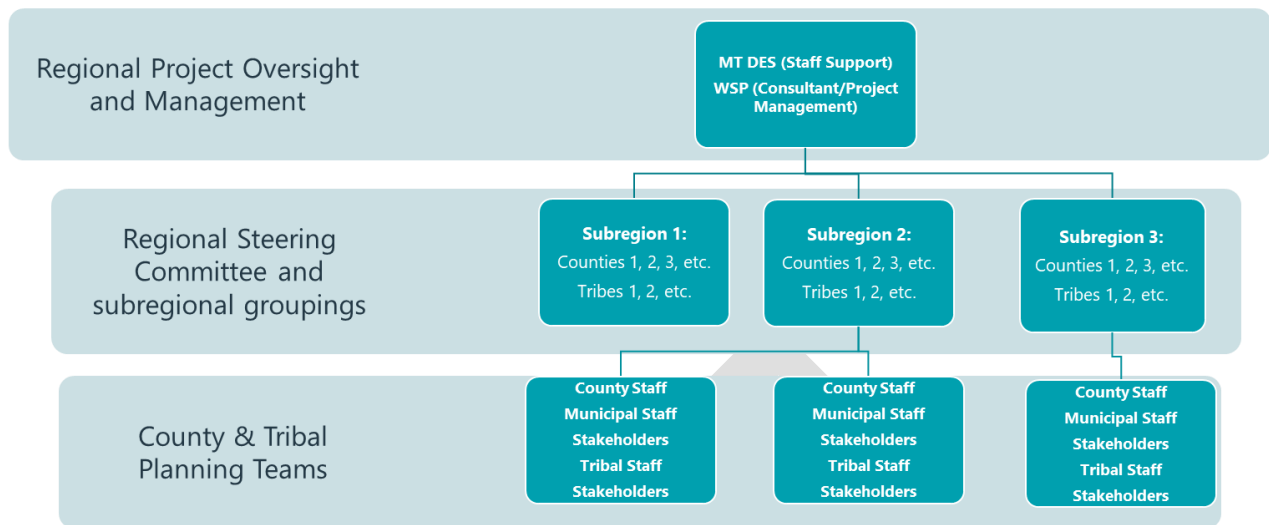 Regional Project Oversight
and Management
MT DES (Staff Support)
WSP (Consultant/Project
Management)
Regional Steering
Committee and
subregional groupings
Subregion 1:
Counties 1, 2, 3, etc.
Tribes 1, 2, etc.
Subregion 2:
Counties 1, 2, 3, etc.
Tribes 1, 2, etc.
Subregion 3:
Counties 1, 2, 3, etc.
Tribes 1, 2, etc.
County & Tribal
Planning Teams
County Staff
Municipal Staff
Stakeholders
Tribal Staff
Stakeholders
County Staff
Municipal Staff
Stakeholders
Tribal Staff
Stakeholders
County Staff
Municipal Staff
Stakeholders
Tribal Staff
Stakeholders